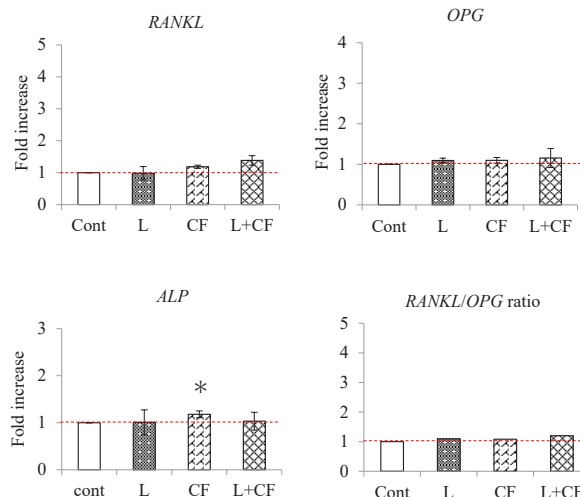 RANKL
Fold increase
5
4
3
2
1
0
Cont L CF L+CF
OPG
Fold increase
4
3
2
1
0
Cont L CF L+CF
ALP
Fold increase
3
2
1
0
*
cont L CF L+CF
RANKL/OPG ratio
Fold increase
5
4
3
2
1
0
Cont L CF L+CF